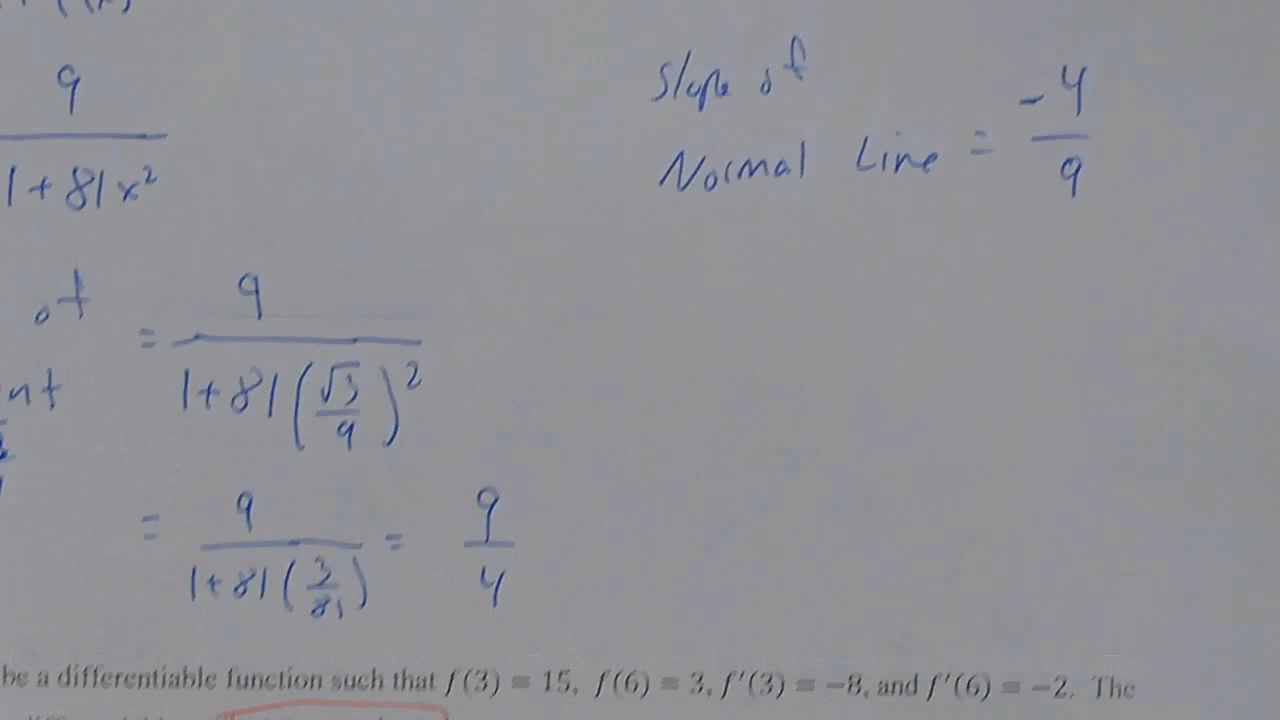 9
1+81x²
Slope of
Normal Line = -4/9
of = 9
1+81(√3/9)²
= 9/(1+81(3/81)) = 9/4
be a differentiable function such that f(3) = 15, f(6) = 3, f′(3) = −8, and f′(6) = −2. The